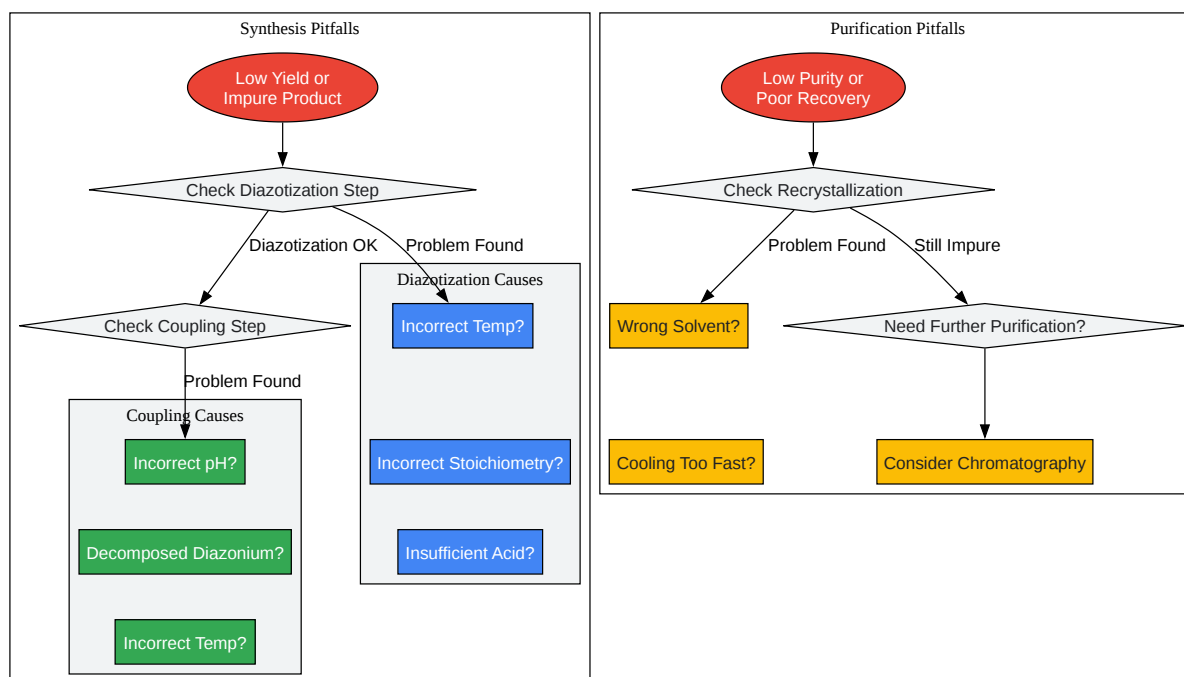 Synthesis Pitfalls
Low Yield or
Impure Product
Check Diazotization Step
Diazotization OK
Problem Found
Check Coupling Step
Problem Found
Diazotization Causes
Incorrect Temp?
Incorrect Stoichiometry?
Insufficient Acid?
Coupling Causes
Incorrect pH?
Decomposed Diazonium?
Incorrect Temp?
Purification Pitfalls
Low Purity or
Poor Recovery
Check Recrystallization
Problem Found
Still Impure
Wrong Solvent?
Need Further Purification?
Cooling Too Fast?
Consider Chromatography